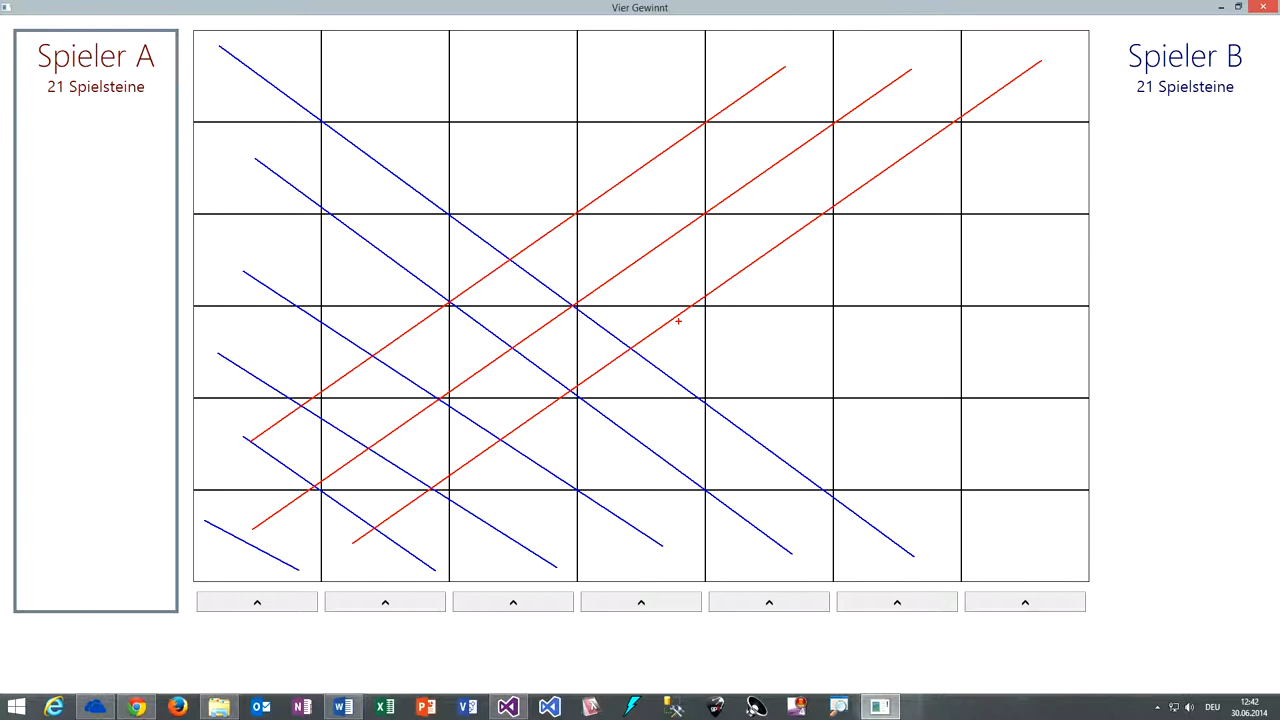 Vier Gewinnt
Spieler A
21 Spielsteine
Spieler B
21 Spielsteine
DEU
12:42
30.06.2014